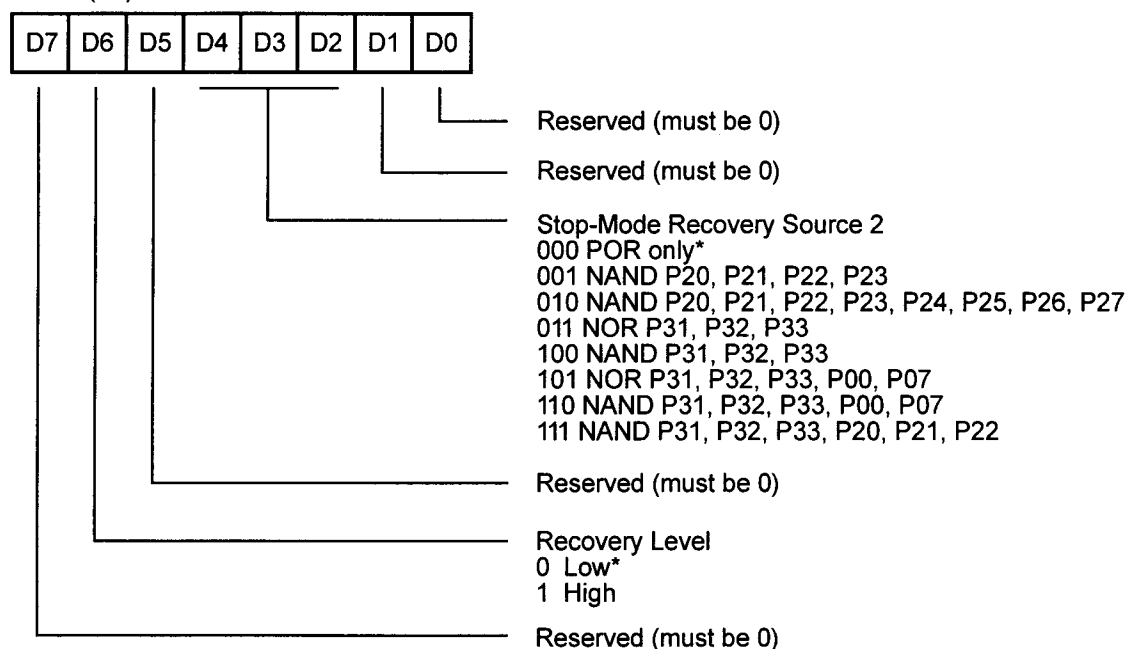 D7 D6 D5 D4 D3 D2 D1 D0
Reserved (must be 0)
Reserved (must be 0)
Stop-Mode Recovery Source 2
000 POR only*
001 NAND P20, P21, P22, P23
010 NAND P20, P21, P22, P23, P24, P25, P26, P27
011 NOR P31, P32, P33
100 NAND P31, P32, P33
101 NOR P31, P32, P33, P00, P07
110 NAND P31, P32, P33, P00, P07
111 NAND P31, P32, P33, P20, P21, P22
Reserved (must be 0)
Recovery Level
0 Low*
1 High
Reserved (must be 0)